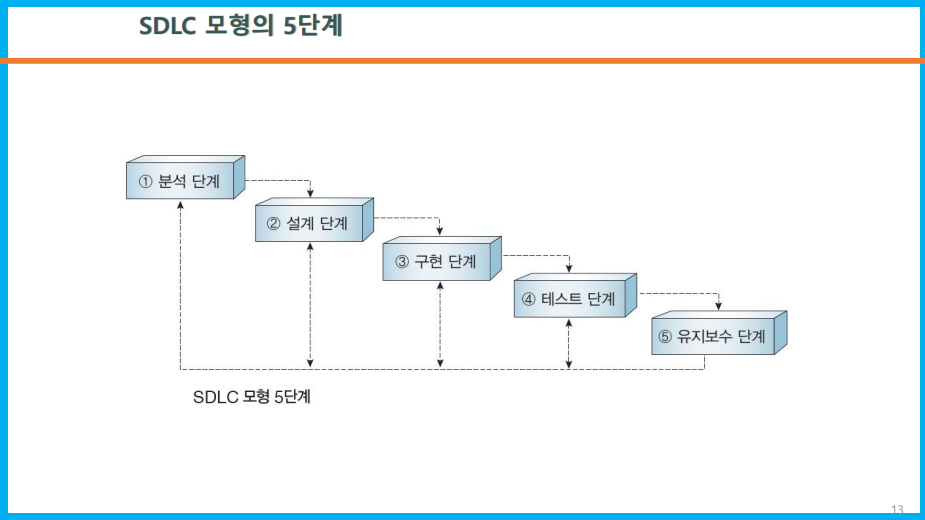 SDLC 모형의 5단계
① 분석 단계
② 설계 단계
③ 구현 단계
④ 테스트 단계
⑤ 유지보수 단계
SDLC 모형 5단계
13